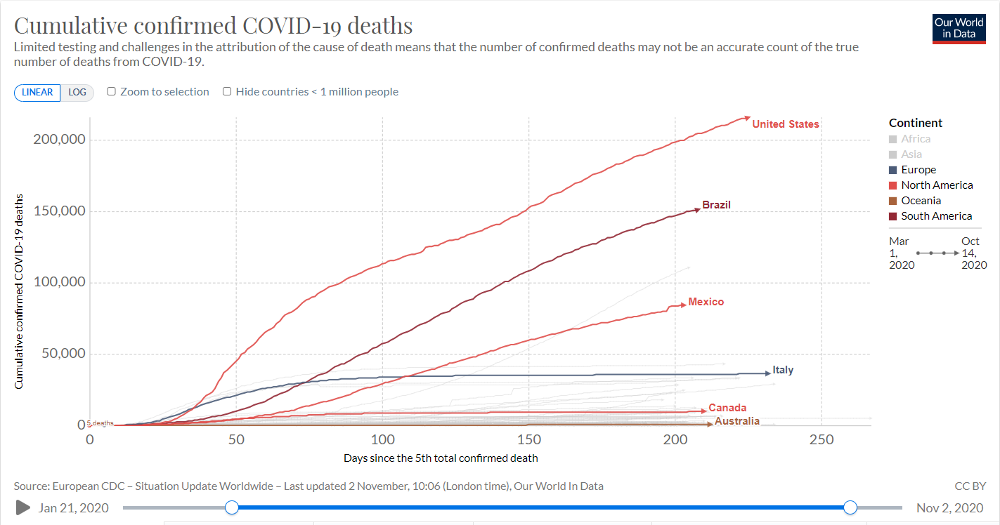 Cumulative confirmed COVID-19 deaths
Our World
in Data
Limited testing and challenges in the attribution of the cause of death means that the number of confirmed deaths may not be an accurate count of the true
number of deaths from COVID-19.
LINEAR LOG Zoom to selection Hide countries < 1 million people
Cumulative confirmed COVID-19 deaths
200,000
150,000
100,000
50,000
0
5 deaths
United States
Brazil
Mexico
Italy
Canada
Australia
0 50 100 150 200 250
Days since the 5th total confirmed death
Continent
Africa
Asia
Europe
North America
Oceania
South America
Mar
1,
2020
Oct
14,
2020
Source: European CDC – Situation Update Worldwide – Last updated 2 November, 10:06 (London time), Our World In Data
CC BY
Jan 21, 2020
Nov 2, 2020